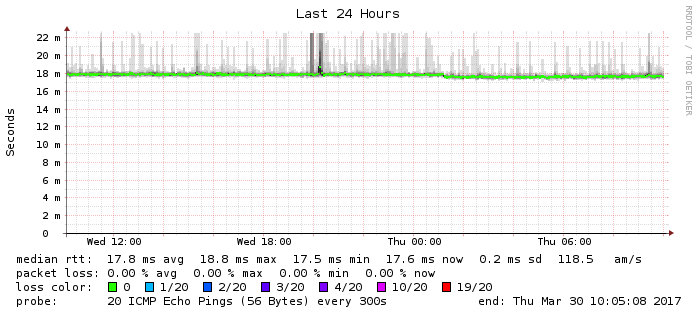 Last 24 Hours
RRDTOOL / TOBI OETIKER
Seconds
22 m
20 m
18 m
16 m
14 m
12 m
10 m
8 m
6 m
4 m
2 m
0
Wed 12:00 Wed 18:00 Thu 00:00 Thu 06:00
median rtt: 17.8 ms avg 18.8 ms max 17.5 ms min 17.6 ms now 0.2 ms sd 118.5 am/s
packet loss: 0.00 % avg 0.00 % max 0.00 % min 0.00 % now
loss color: 0 1/20 2/20 3/20 4/20 10/20 19/20
probe: 20 ICMP Echo Pings (56 Bytes) every 300s end: Thu Mar 30 10:05:08 2017